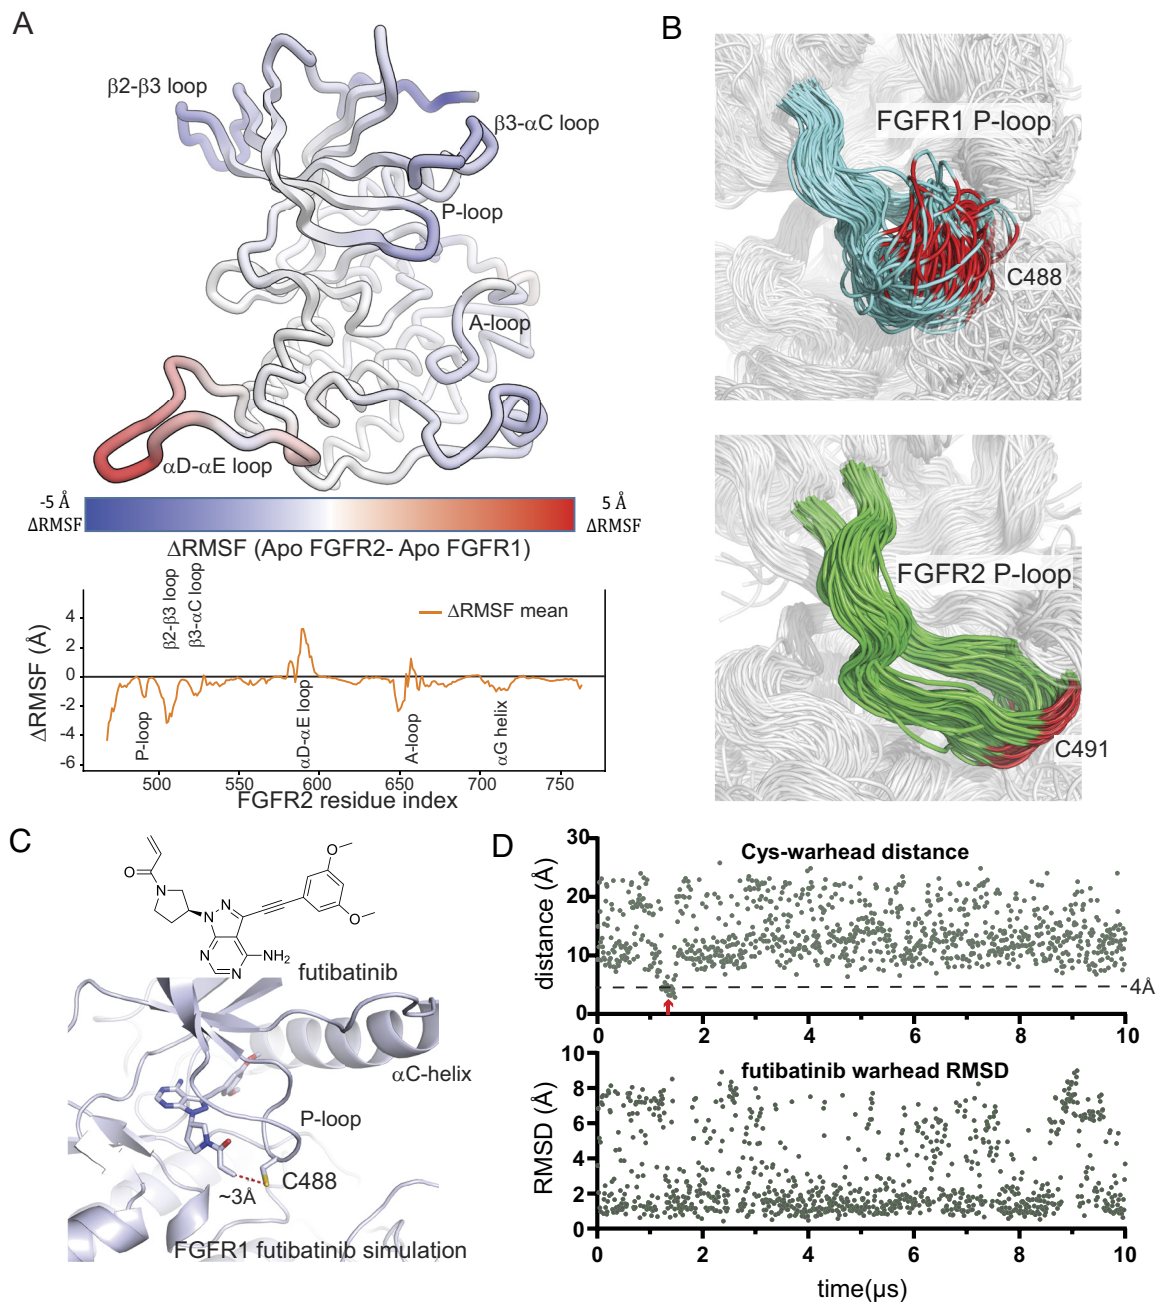 A
β2-β3 loop
β3-αC loop
P-loop
A-loop
αD-αE loop
-5 Å
ΔRMSF
5 Å
ΔRMSF
ΔRMSF (Apo FGFR2- Apo FGFR1)
β2-β3 loop
β3-αC loop
ΔRMSF mean
ΔRMSF (Å)
4
2
0
-2
-4
-6
P-loop
αD-αE loop
A-loop
αG helix
500
550
600
650
700
750
FGFR2 residue index
B
FGFR1 P-loop
C488
FGFR2 P-loop
C491
C
O
N
N
N
N
N
NH2
O
O
futibatinib
αC-helix
P-loop
C488
~3Å
FGFR1 futibatinib simulation
D
Cys-warhead distance
distance (Å)
30
20
10
0
4Å
0
2
4
6
8
10
futibatinib warhead RMSD
RMSD (Å)
10
8
6
4
2
0
0
2
4
6
8
10
time(μs)